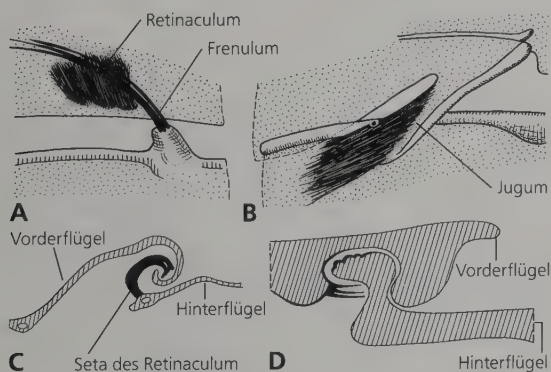 Retinaculum
Frenulum
A
B
Jugum
Vorderflügel
Hinterflügel
C
Seta des Retinaculum
D
Vorderflügel
Hinterflügel